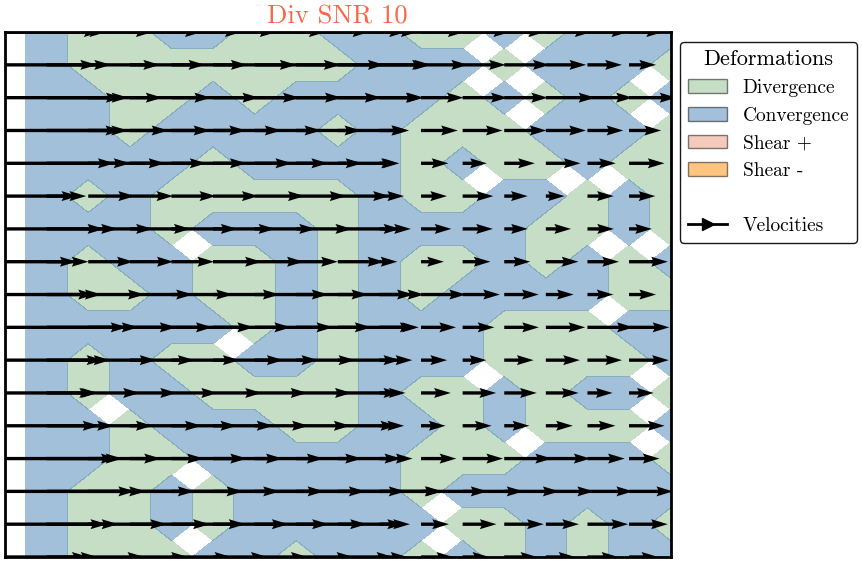 Div SNR 10
Deformations
Divergence
Convergence
Shear +
Shear -
Velocities